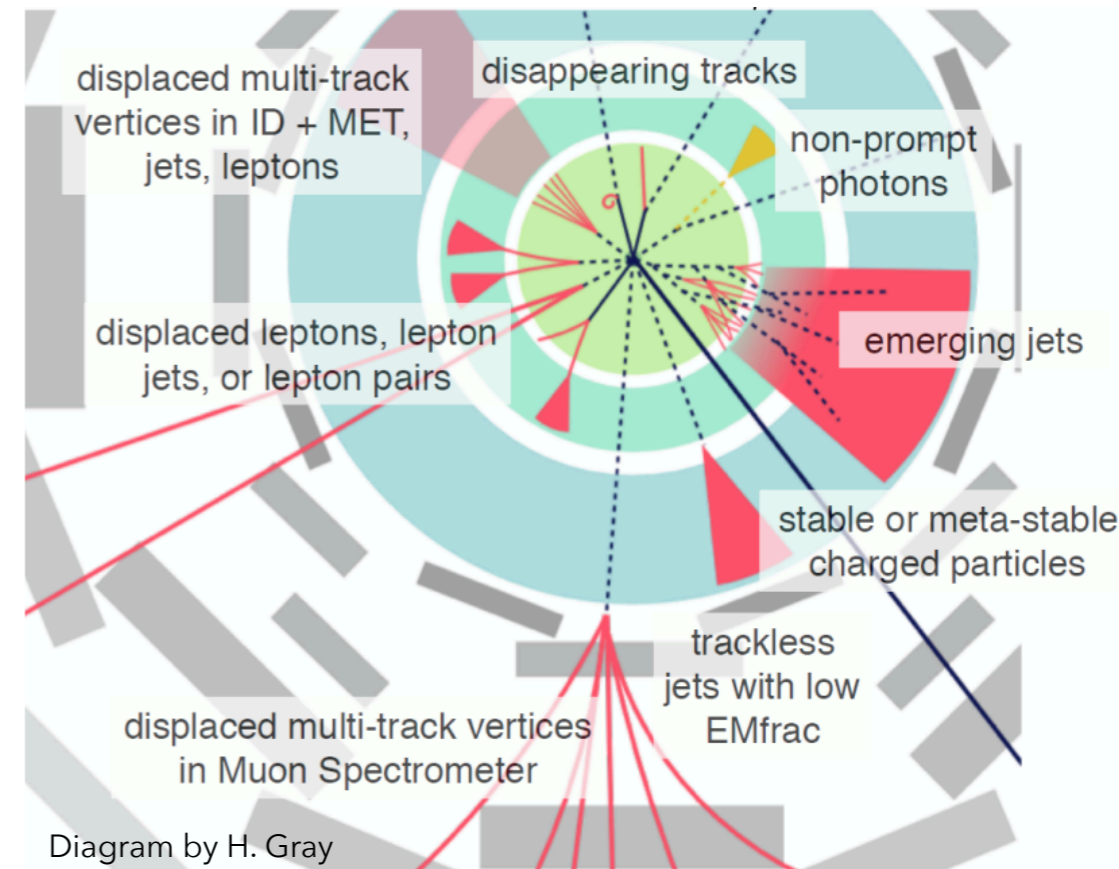 displaced multi-track
vertices in ID + MET,
jets, leptons
disappearing tracks
non-prompt
photons
displaced leptons, lepton
jets, or lepton pairs
emerging jets
stable or meta-stable
charged particles
trackless
jets with low
EMfrac
displaced multi-track vertices
in Muon Spectrometer
Diagram by H. Gray